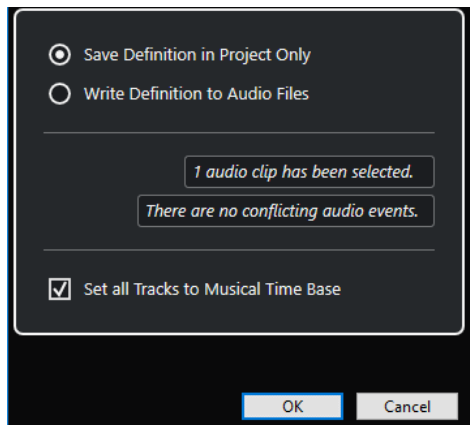 Save Definition in Project Only
Write Definition to Audio Files
1 audio clip has been selected.
There are no conflicting audio events.
Set all Tracks to Musical Time Base
OK
Cancel